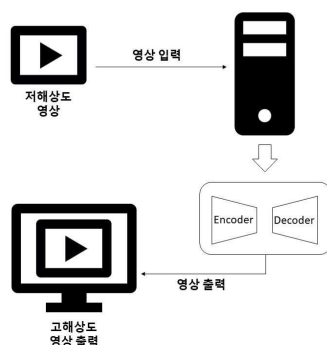 영상 입력
저해상도
영상
Encoder
Decoder
영상 출력
고해상도
영상 출력